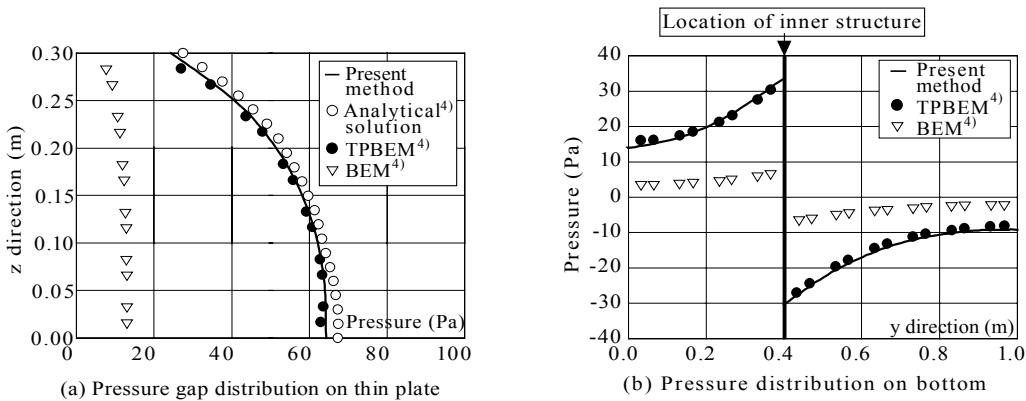 Location of inner structure
0.30
0.25
0.20
0.15
0.10
0.05
0.00
z direction (m)
Present method
Analytical4) solution
TPBEM4)
BEM4)
Pressure (Pa)
0 20 40 60 80 100
(a) Pressure gap distribution on thin plate
40
30
20
10
0
-10
-20
-30
-40
Pressure (Pa)
Present method
TPBEM4)
BEM4)
y direction (m)
0.0 0.2 0.4 0.6 0.8 1.0
(b) Pressure distribution on bottom